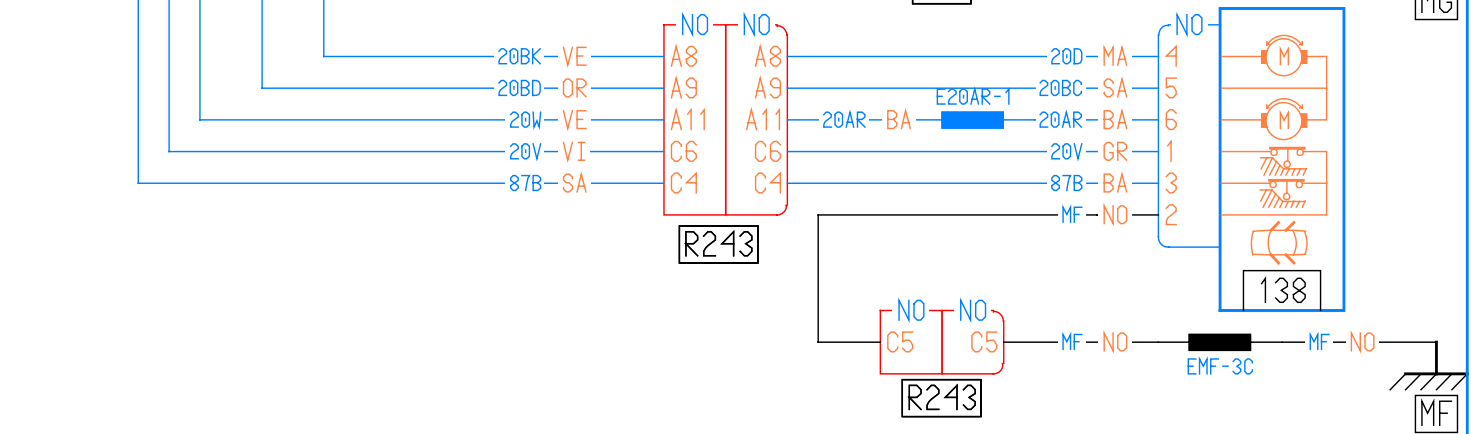 MG
NO NO NO
20BK VE A8 A8 20D MA 4 M
20BD OR A9 A9 20BC SA 5
E20AR-1
20W VE A11 A11 20AR BA 20AR BA 6 M
20V VI C6 C6 20V GR 1
87B SA C4 C4 87B BA 3
MF NO 2
R243
138
NO NO
C5 C5 MF NO MF NO
EMF-3C
R243
MF